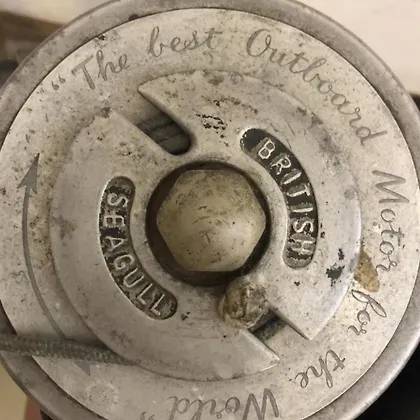 "The best Outboard Motor for the World"
BRITISH
SEAGULL